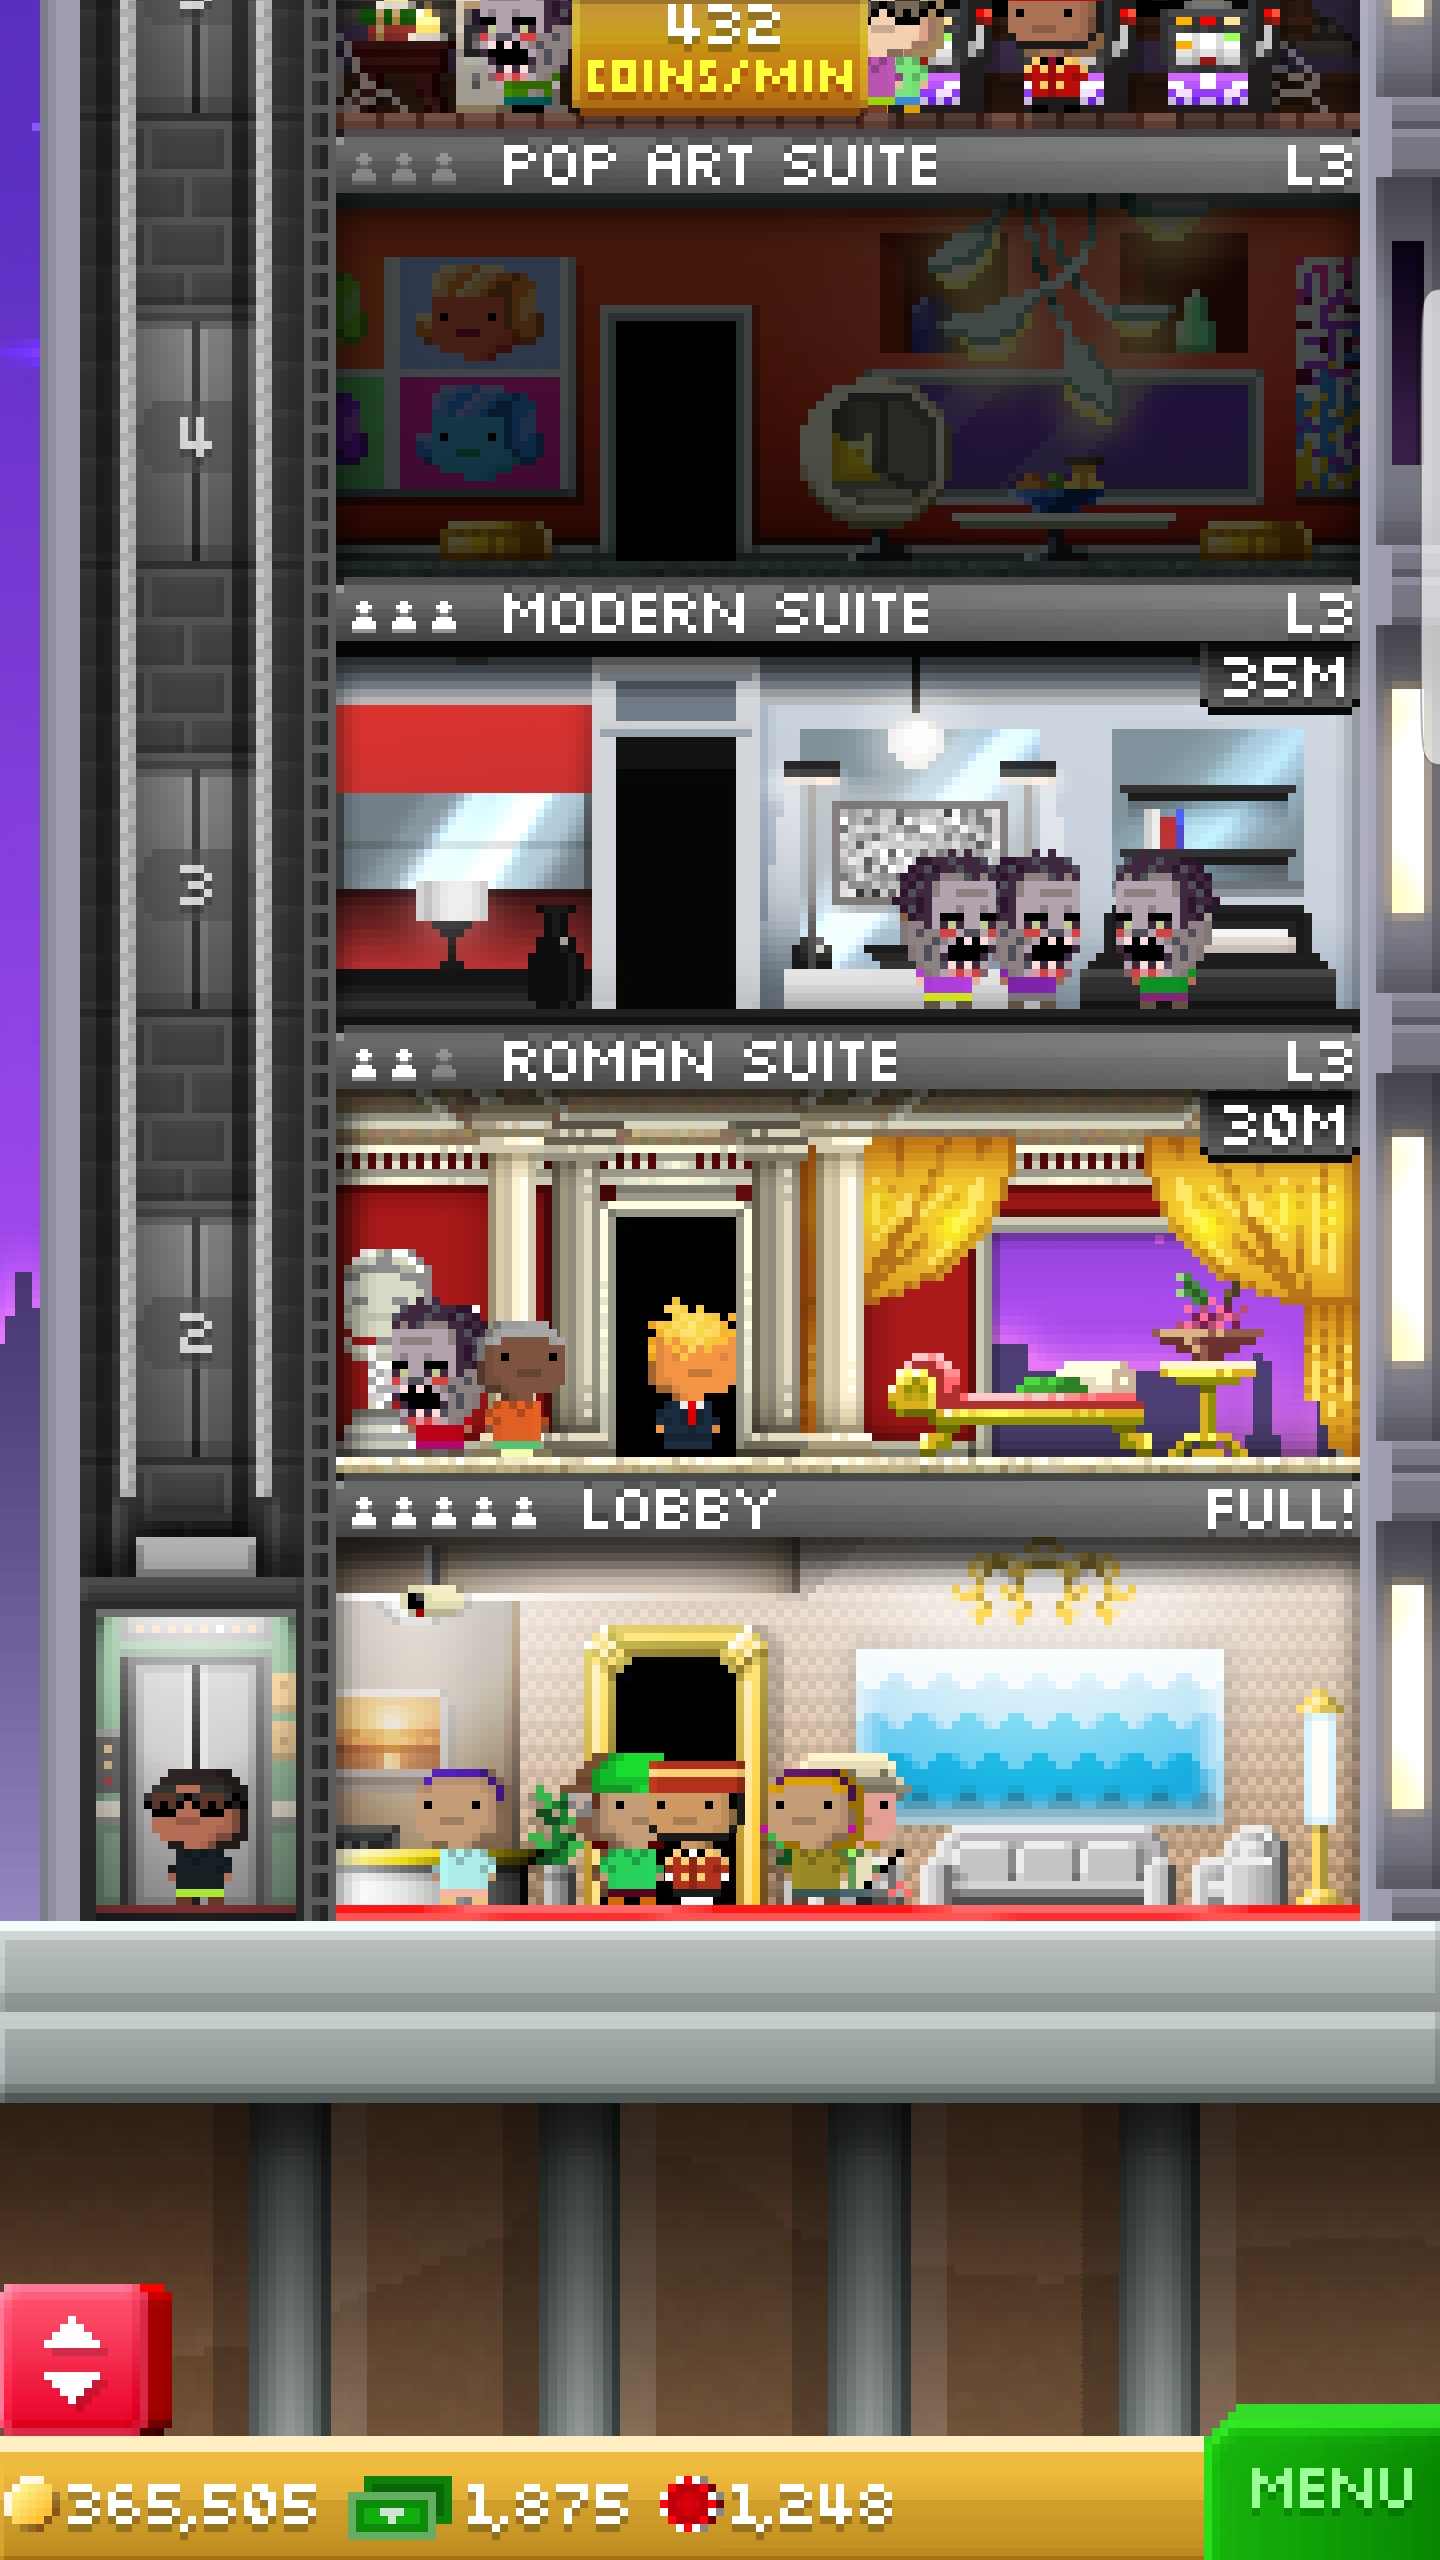 432
COINS/MIN
POP ART SUITE L3
4
MODERN SUITE L3
35M
3
ROMAN SUITE L3
30M
2
LOBBY FULL!
365,505 1,875 1,248
MENU